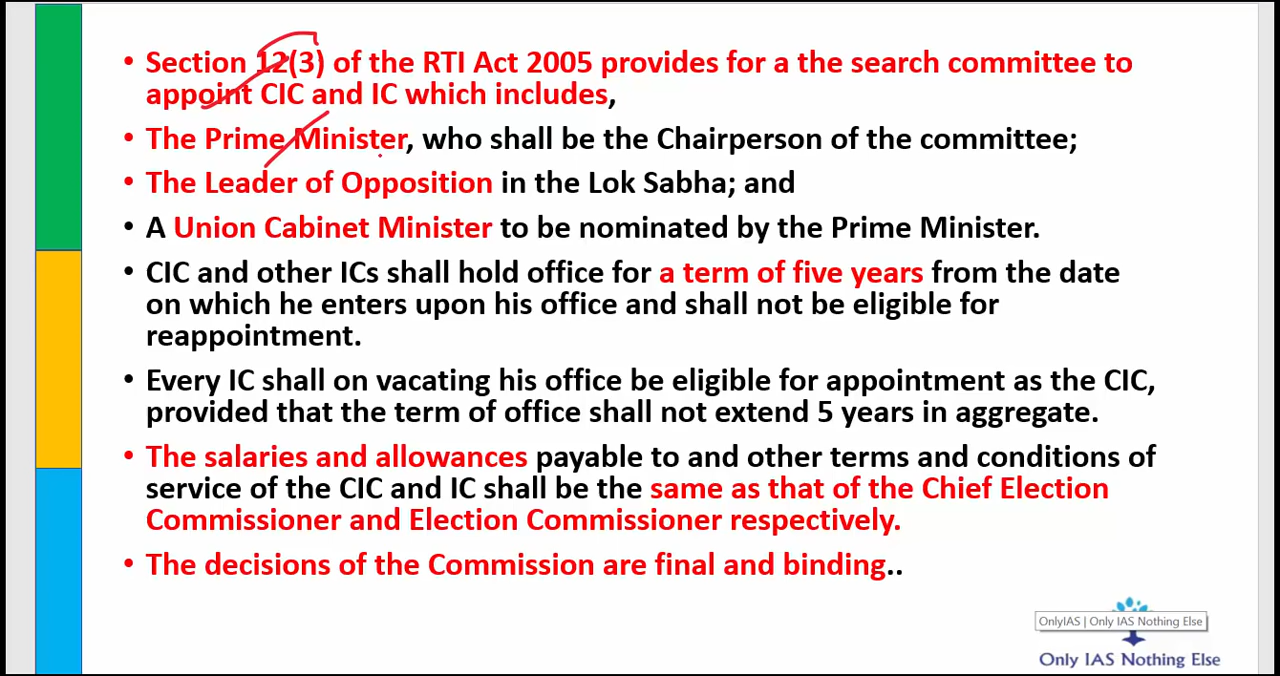 • Section 12(3) of the RTI Act 2005 provides for a the search committee to
appoint CIC and IC which includes,
• The Prime Minister, who shall be the Chairperson of the committee;
• The Leader of Opposition in the Lok Sabha; and
• A Union Cabinet Minister to be nominated by the Prime Minister.
• CIC and other ICs shall hold office for a term of five years from the date
on which he enters upon his office and shall not be eligible for
reappointment.
• Every IC shall on vacating his office be eligible for appointment as the CIC,
provided that the term of office shall not extend 5 years in aggregate.
• The salaries and allowances payable to and other terms and conditions of
service of the CIC and IC shall be the same as that of the Chief Election
Commissioner and Election Commissioner respectively.
• The decisions of the Commission are final and binding..
OnlyIAS | Only IAS Nothing Else
Only IAS Nothing Else